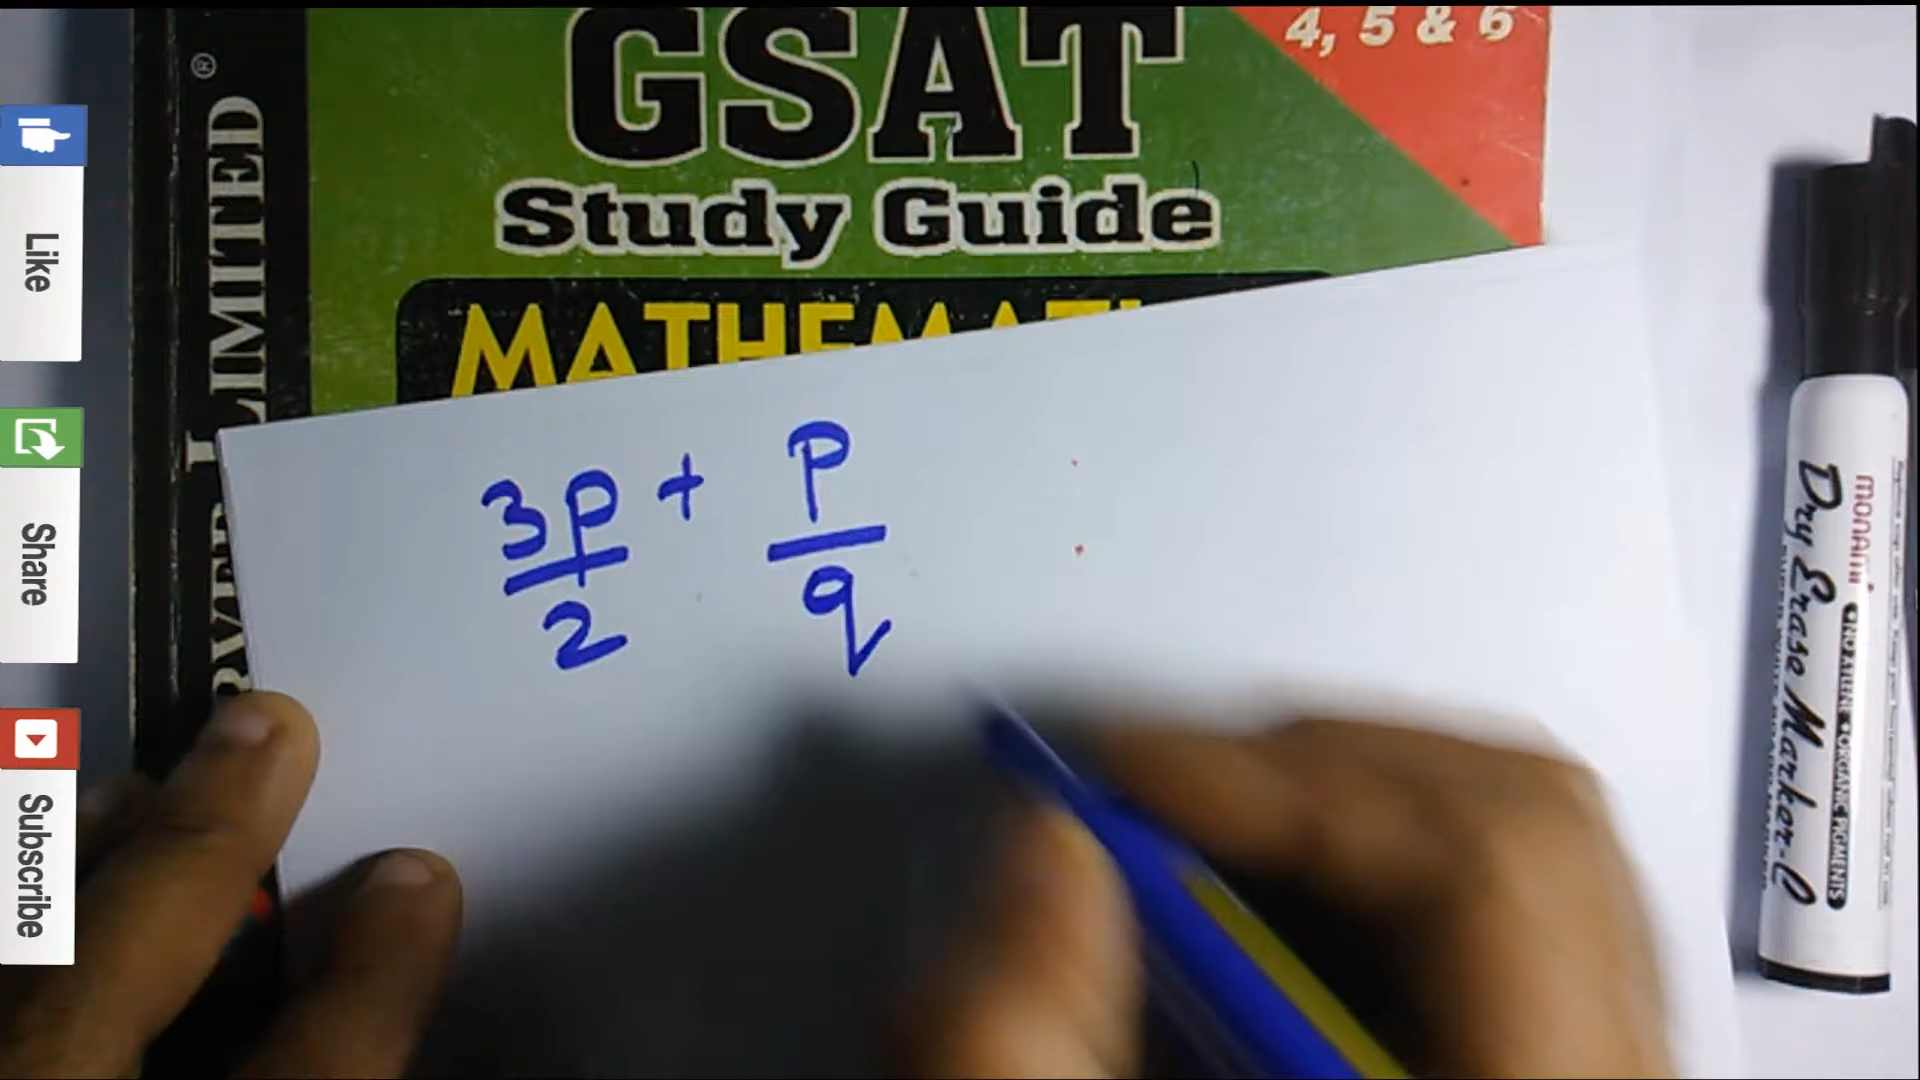 4, 5 & 6
GSAT
Study Guide
MATHEMATI
LIMITED
®
Like
Share
Subscribe
3p/2 + p/q
monami
Dry Erase Marker-C